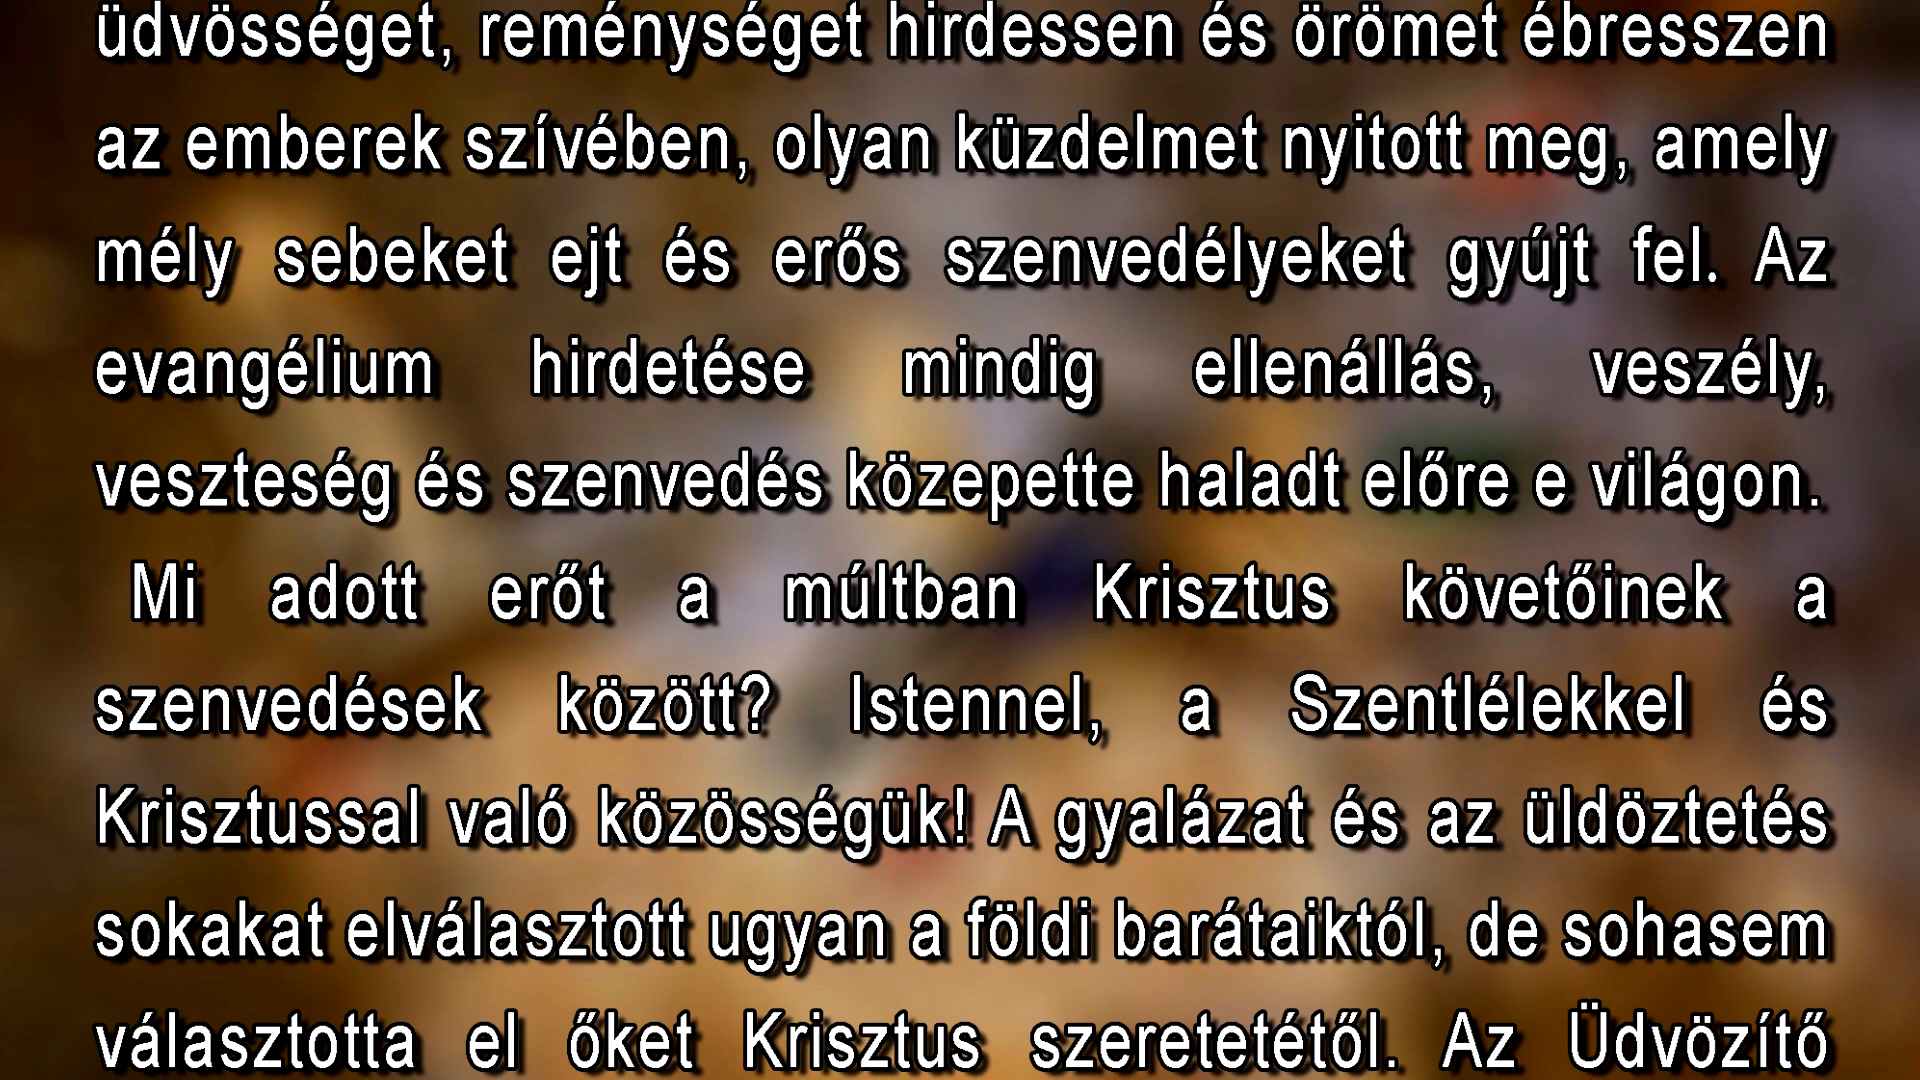 üdvösséget, reménységet hirdessen és örömet ébresszen
az emberek szívében, olyan küzdelmet nyitott meg, amely
mély sebeket ejt és erős szenvedélyeket gyújt fel. Az
evangélium hirdetése mindig ellenállás, veszély,
veszteség és szenvedés közepette haladt előre e világon.
Mi adott erőt a múltban Krisztus követőinek a
szenvedések között? Istennel, a Szentlélekkel és
Krisztussal való közösségük! A gyalázat és az üldöztetés
sokakat elválasztott ugyan a földi barátaiktól, de sohasem
választotta el őket Krisztus szeretetétől. Az Üdvözítő